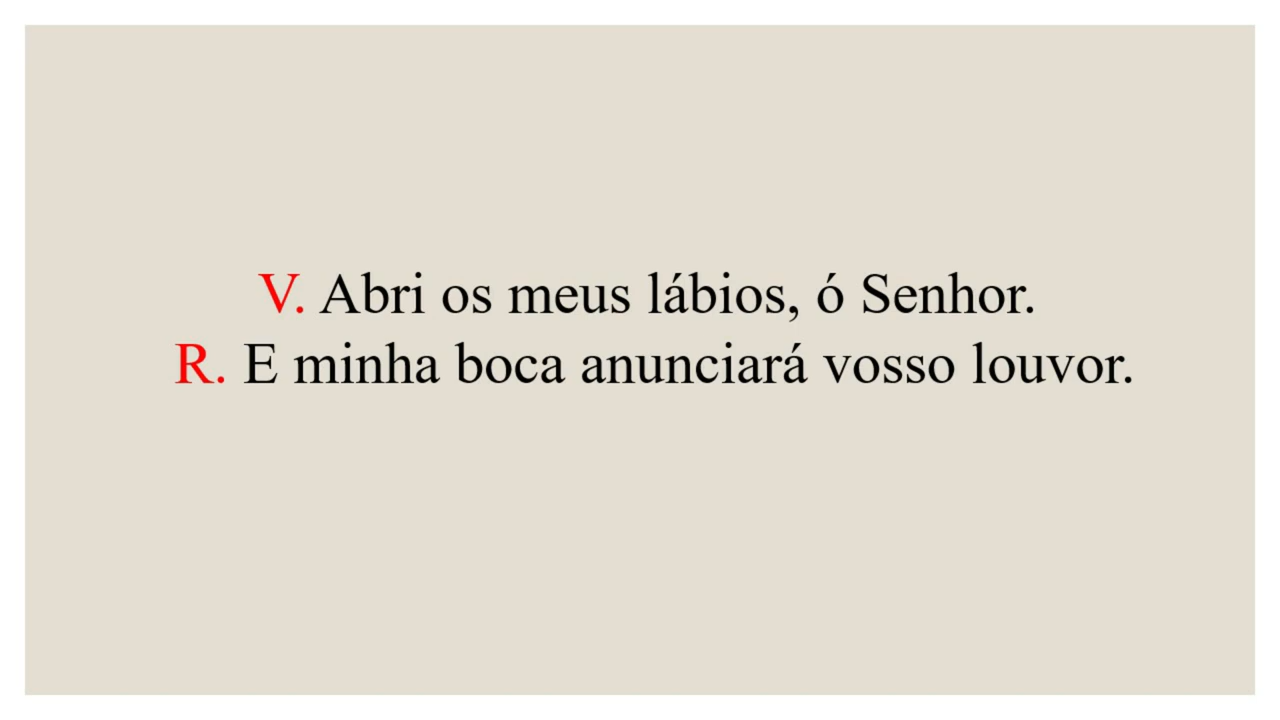 V. Abri os meus lábios, ó Senhor.
R. E minha boca anunciará vosso louvor.